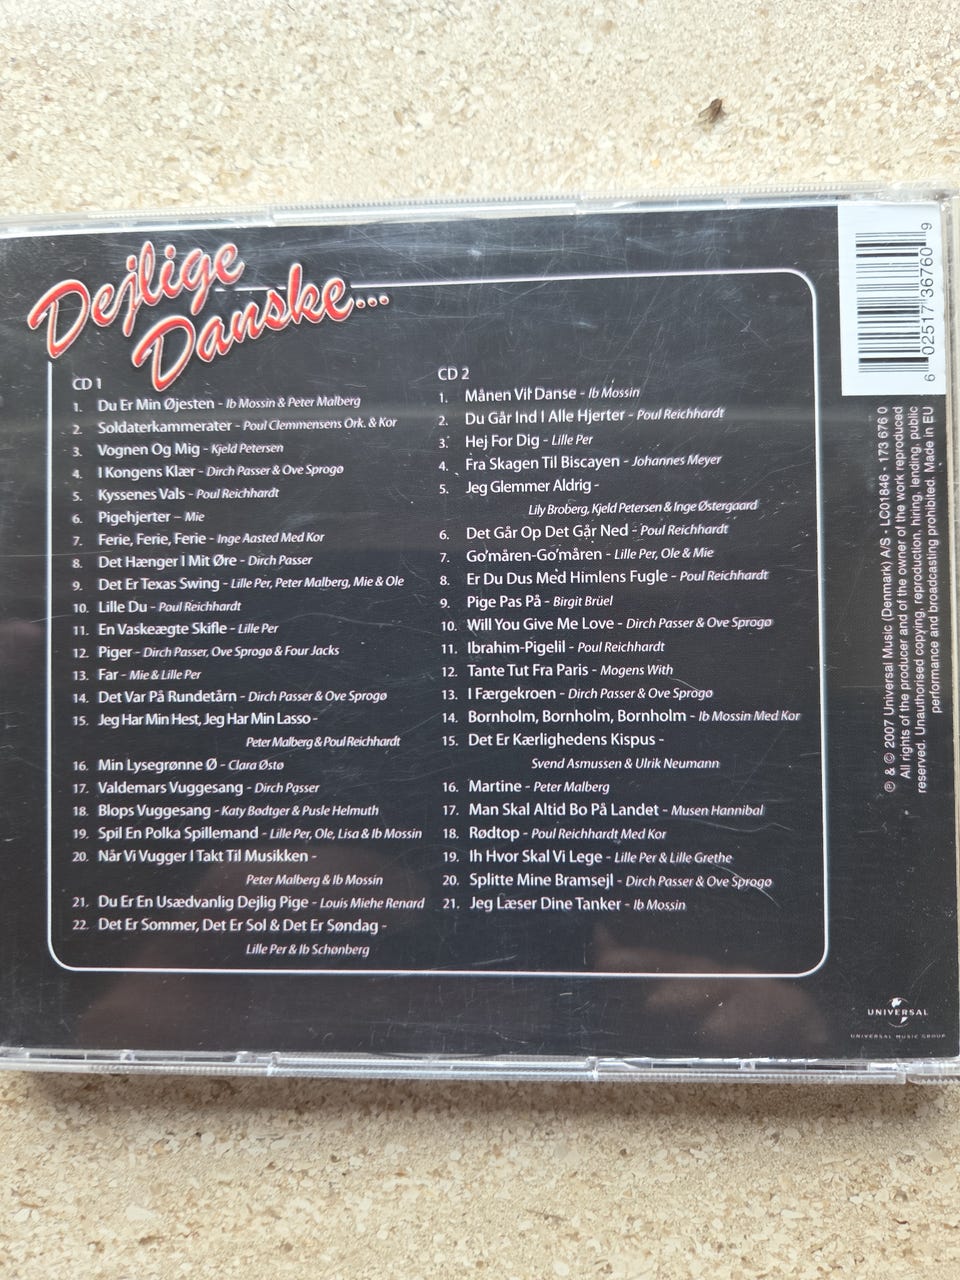 Dejlige
Danske...
CD 1
1. Du Er Min Øjesten - Ib Mossin & Peter Malberg
2. Soldaterkammerater - Poul Clemmensens Ork. & Kor
3. Vognen Og Mig - Kjeld Petersen
4. I Kongens Klær - Dirch Passer & Ove Sprogø
5. Kyssenes Vals - Poul Reichhardt
6. Pigehjerter - Mie
7. Ferie, Ferie, Ferie - Inge Aasted Med Kor
8. Det Hænger I Mit Øre - Dirch Passer
9. Det Er Texas Swing - Lille Per, Peter Malberg, Mie & Ole
10. Lille Du - Poul Reichhardt
11. En Vaskeægte Skifle - Lille Per
12. Piger - Dirch Passer, Ove Sprogø & Four Jacks
13. Far - Mie & Lille Per
14. Det Var På Rundetårn - Dirch Passer & Ove Sprogø
15. Jeg Har Min Hest, Jeg Har Min Lasso -
Peter Malberg & Poul Reichhardt
16. Min Lysegrønne Ø - Clara Østø
17. Valdemars Vuggesang - Dirch Passer
18. Blops Vuggesang - Katy Bødtger & Pusle Helmuth
19. Spil En Polka Spillemand - Lille Per, Ole, Lisa & Ib Mossin
20. Når Vi Vugger I Takt Til Musikken -
Peter Malberg & Ib Mossin
21. Du Er En Usædvanlig Dejlig Pige - Louis Miehe Renard
22. Det Er Sommer, Det Er Sol & Det Er Søndag -
Lille Per & Ib Schønberg
CD 2
1. Månen Vil Danse - Ib Mossin
2. Du Går Ind I Alle Hjerter - Poul Reichhardt
3. Hej For Dig - Lille Per
4. Fra Skagen Til Biscayen - Johannes Meyer
5. Jeg Glemmer Aldrig -
Lily Broberg, Kjeld Petersen & Inge Østergaard
6. Det Går Op Det Går Ned - Poul Reichhardt
7. Go'måren-Go'måren - Lille Per, Ole & Mie
8. Er Du Dus Med Himlens Fugle - Poul Reichhardt
9. Pige Pas På - Birgit Brüel
10. Will You Give Me Love - Dirch Passer & Ove Sprogø
11. Ibrahim-Pigelil - Poul Reichhardt
12. Tante Tut Fra Paris - Mogens With
13. I Færgekroen - Dirch Passer & Ove Sprogø
14. Bornholm, Bornholm, Bornholm - Ib Mossin Med Kor
15. Det Er Kærlighedens Kispus -
Svend Asmussen & Ulrik Neumann
16. Martine - Peter Malberg
17. Man Skal Altid Bo På Landet - Musen Hannibal
18. Rødtop - Poul Reichhardt Med Kor
19. Ih Hvor Skal Vi Lege - Lille Per & Lille Grethe
20. Splitte Mine Bramsejl - Dirch Passer & Ove Sprogø
21. Jeg Læser Dine Tanker - Ib Mossin
6 02517 36760 9
℗ & © 2007 Universal Music (Denmark) A/S - LC01846 - 173 676 0
All rights of the producer and of the owner of the work reproduced
reserved. Unauthorised copying, reproduction, hiring, lending, public
performance and broadcasting prohibited. Made in EU
UNIVERSAL
UNIVERSAL MUSIC GROUP